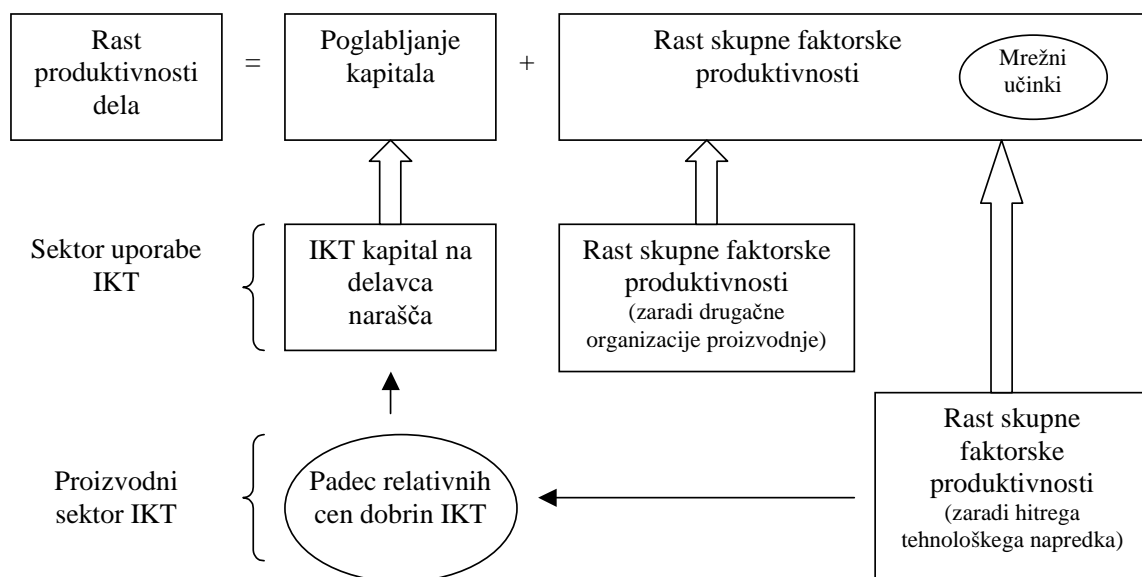 Rast
produktivnosti
dela
=
Poglabljanje
kapitala
+
Rast skupne faktorske
produktivnosti
Mrežni
učinki
Sektor uporabe
IKT
IKT kapital na
delavca
narašča
Rast skupne faktorske
produktivnosti
(zaradi drugačne
organizacije proizvodnje)
Proizvodni
sektor IKT
Padec relativnih
cen dobrin IKT
Rast skupne
faktorske
produktivnosti
(zaradi hitrega
tehnološkega napredka)